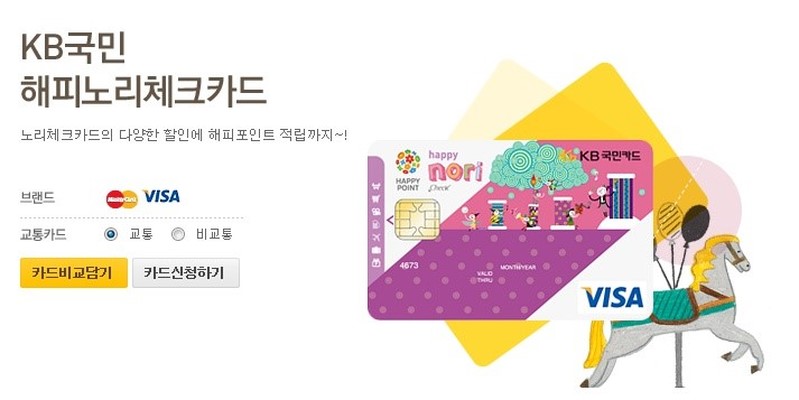 KB국민
해피노리체크카드
노리체크카드의 다양한 할인에 해피포인트 적립까지~!
브랜드 MasterCard VISA
교통카드 교통 비교통
카드비교담기 카드신청하기
HAPPY POINT
happy nori Check
KB국민카드
4673
VALID THRU
MONTH/YEAR
VISA